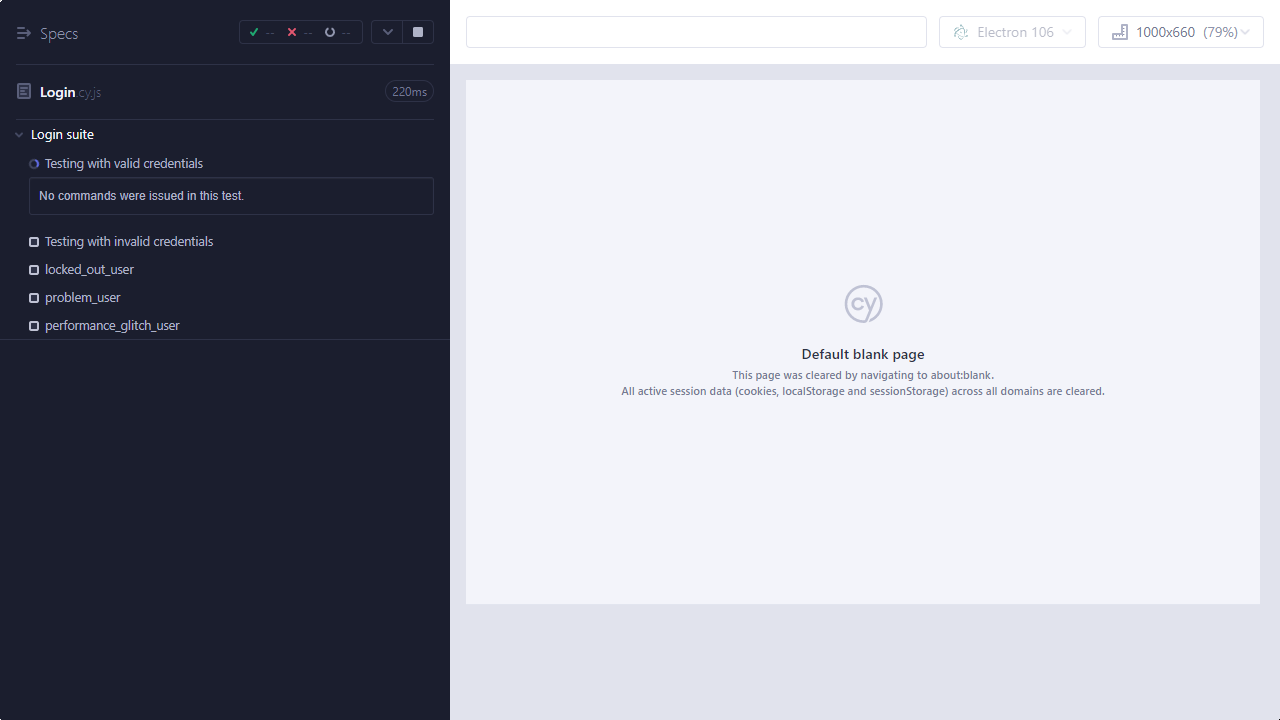 Specs
--
--
--
Electron 106
1000x660 (79%)
Login.cy.js
220ms
Login suite
Testing with valid credentials
No commands were issued in this test.
Testing with invalid credentials
locked_out_user
problem_user
performance_glitch_user
cy
Default blank page
This page was cleared by navigating to about:blank.
All active session data (cookies, localStorage and sessionStorage) across all domains are cleared.